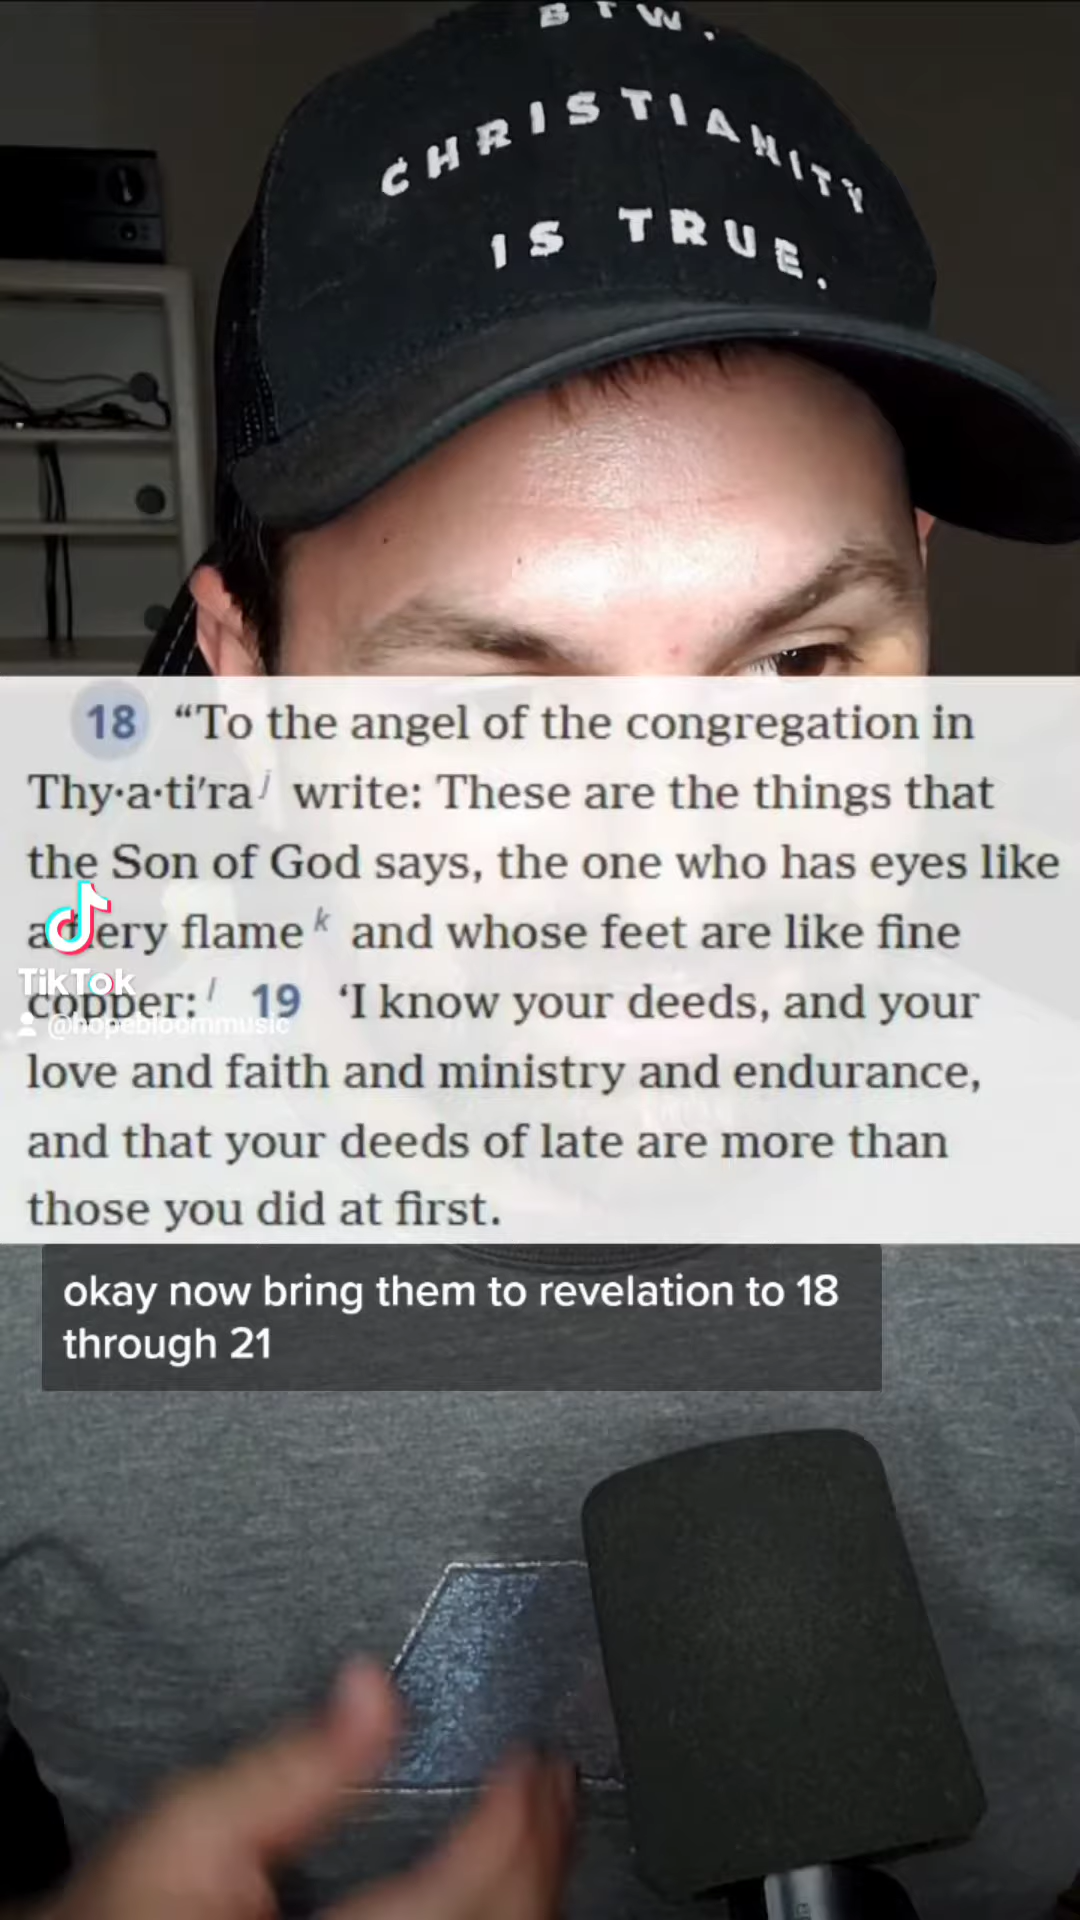 BTW.
CHRISTIANITY
IS TRUE.
18 “To the angel of the congregation in
Thy·a·ti′ra j write: These are the things that
the Son of God says, the one who has eyes like
a fiery flame k and whose feet are like fine
copper: l 19 ‘I know your deeds, and your
love and faith and ministry and endurance,
and that your deeds of late are more than
those you did at first.
TikTok
@hopebloommusic
okay now bring them to revelation to 18
through 21